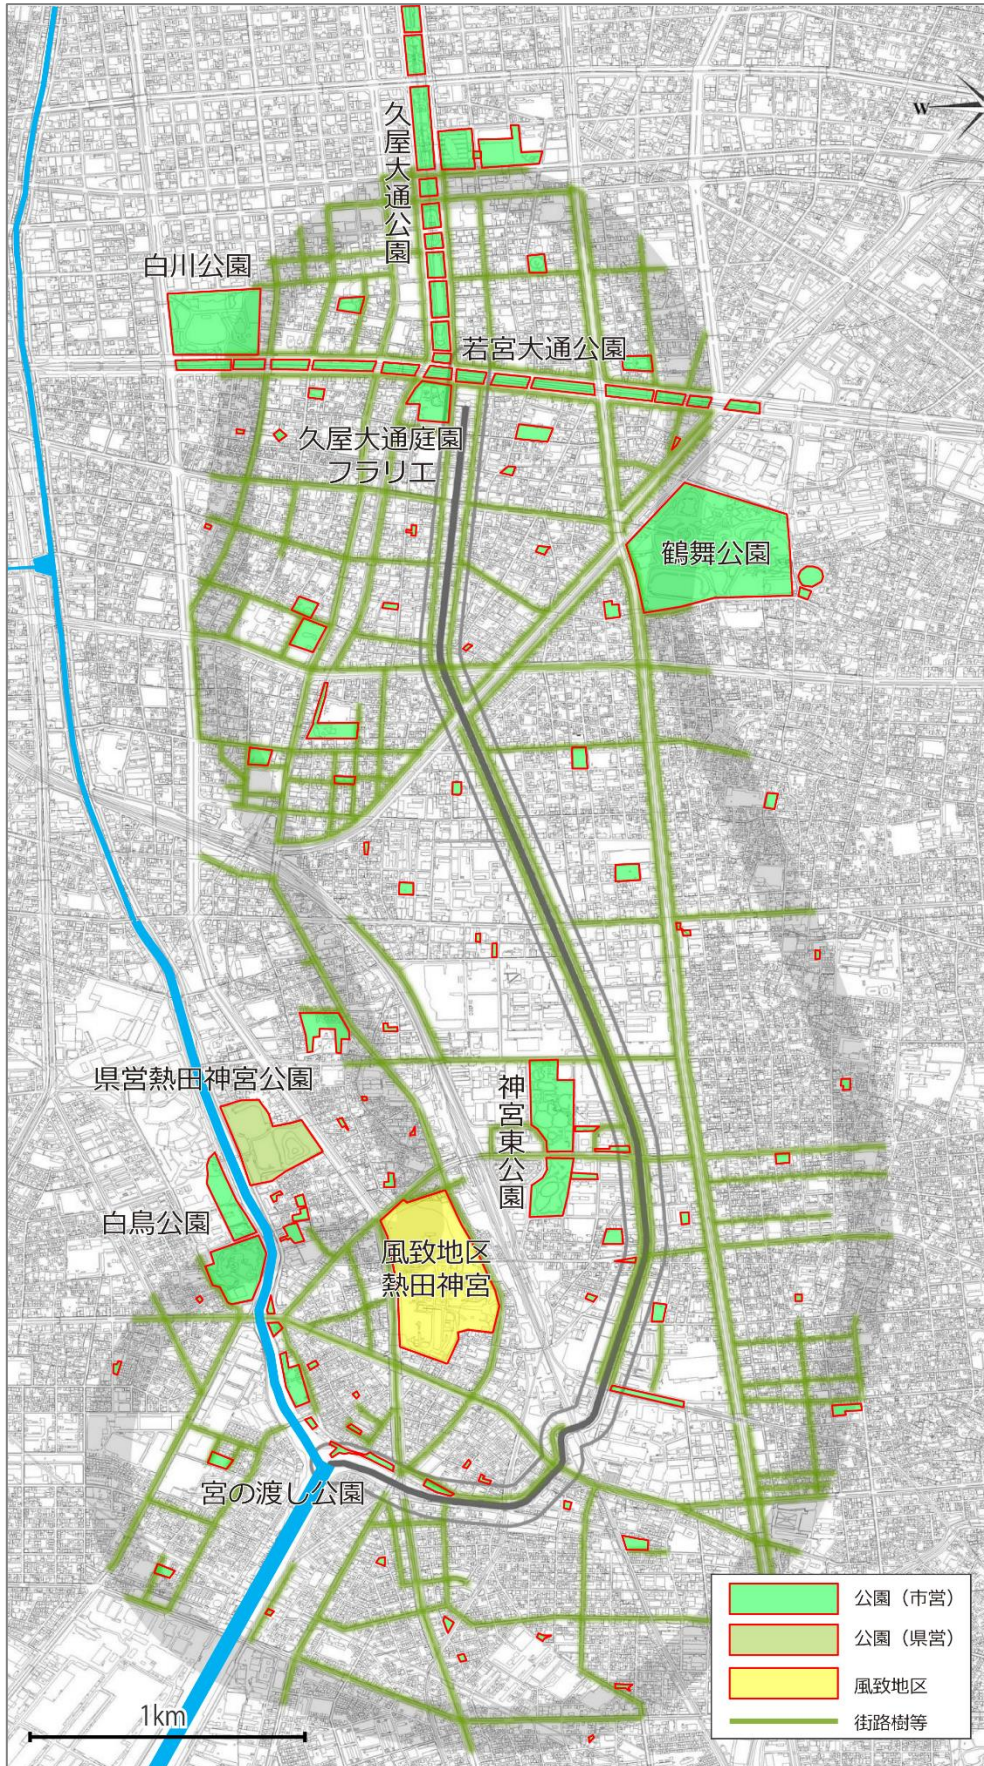 久屋大通公園
W
白川公園
若宮大通公園
久屋大通庭園
フラリエ
鶴舞公園
県営熱田神宮公園
神宮東公園
白鳥公園
風致地区
熱田神宮
宮の渡し公園
公園（市営）
公園（県営）
風致地区
街路樹等
1km